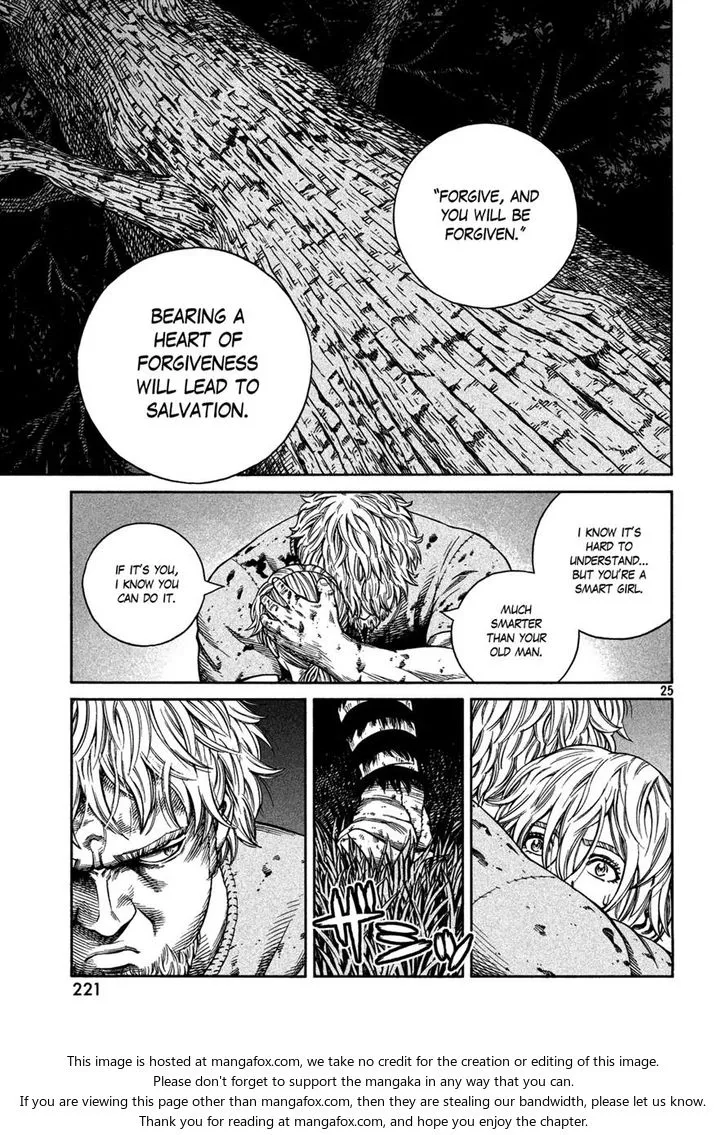 "FORGIVE, AND
YOU WILL BE
FORGIVEN."
BEARING A
HEART OF
FORGIVENESS
WILL LEAD TO
SALVATION.
I KNOW IT'S
HARD TO
UNDERSTAND...
BUT YOU'RE A
SMART GIRL.
MUCH
SMARTER
THAN YOUR
OLD MAN.
IF IT'S YOU,
I KNOW YOU
CAN DO IT.
25
221
This image is hosted at mangafox.com, we take no credit for the creation or editing of this image.
Please don't forget to support the mangaka in any way that you can.
If you are viewing this page other than mangafox.com, then they are stealing our bandwidth, please let us know.
Thank you for reading at mangafox.com, and hope you enjoy the chapter.